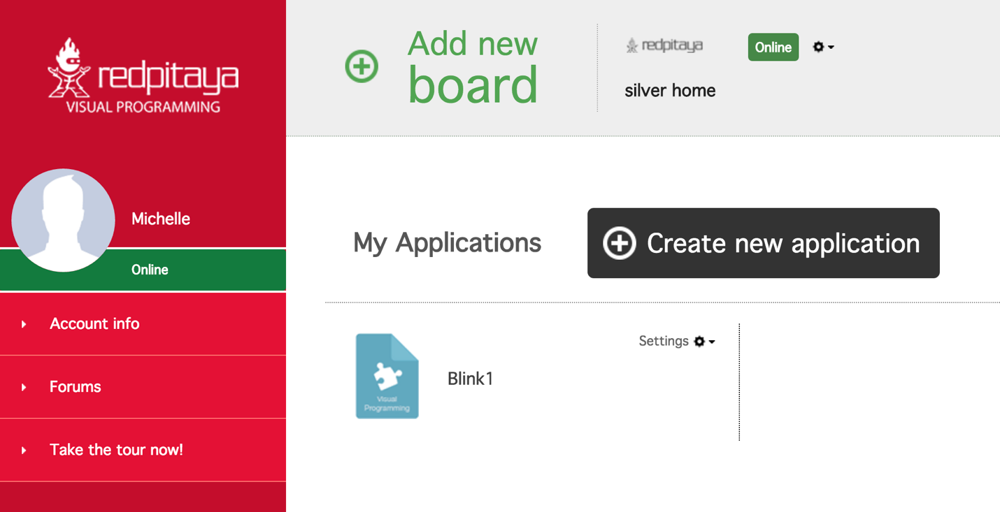 redpitaya
VISUAL PROGRAMMING
Michelle
Online
Account info
Forums
Take the tour now!
Add new
board
redpitaya
Online
silver home
My Applications
Create new application
Visual
Programming
Blink1
Settings